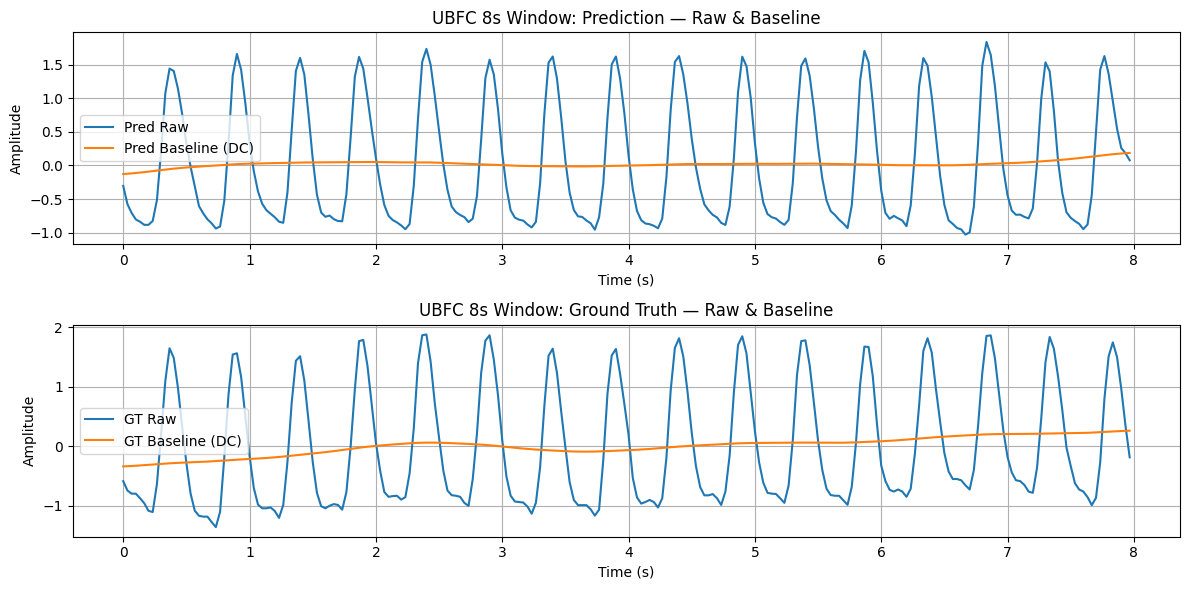 UBFC 8s Window: Prediction — Raw & Baseline
Amplitude
1.5
1.0
0.5
0.0
−0.5
−1.0
Pred Raw
Pred Baseline (DC)
0 1 2 3 4 5 6 7 8
Time (s)
UBFC 8s Window: Ground Truth — Raw & Baseline
Amplitude
2
1
0
−1
GT Raw
GT Baseline (DC)
0 1 2 3 4 5 6 7 8
Time (s)